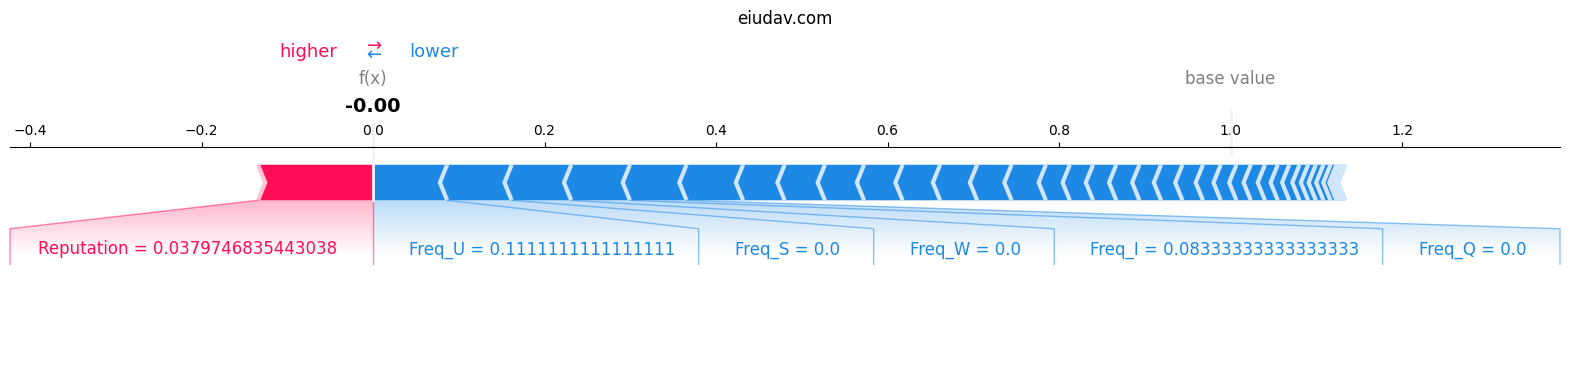 eiudav.com
higher ⇄ lower
f(x) base value
-0.00
−0.4 −0.2 0.0 0.2 0.4 0.6 0.8 1.0 1.2
Reputation = 0.0379746835443038 Freq_U = 0.1111111111111111 Freq_S = 0.0 Freq_W = 0.0 Freq_I = 0.08333333333333333 Freq_Q = 0.0